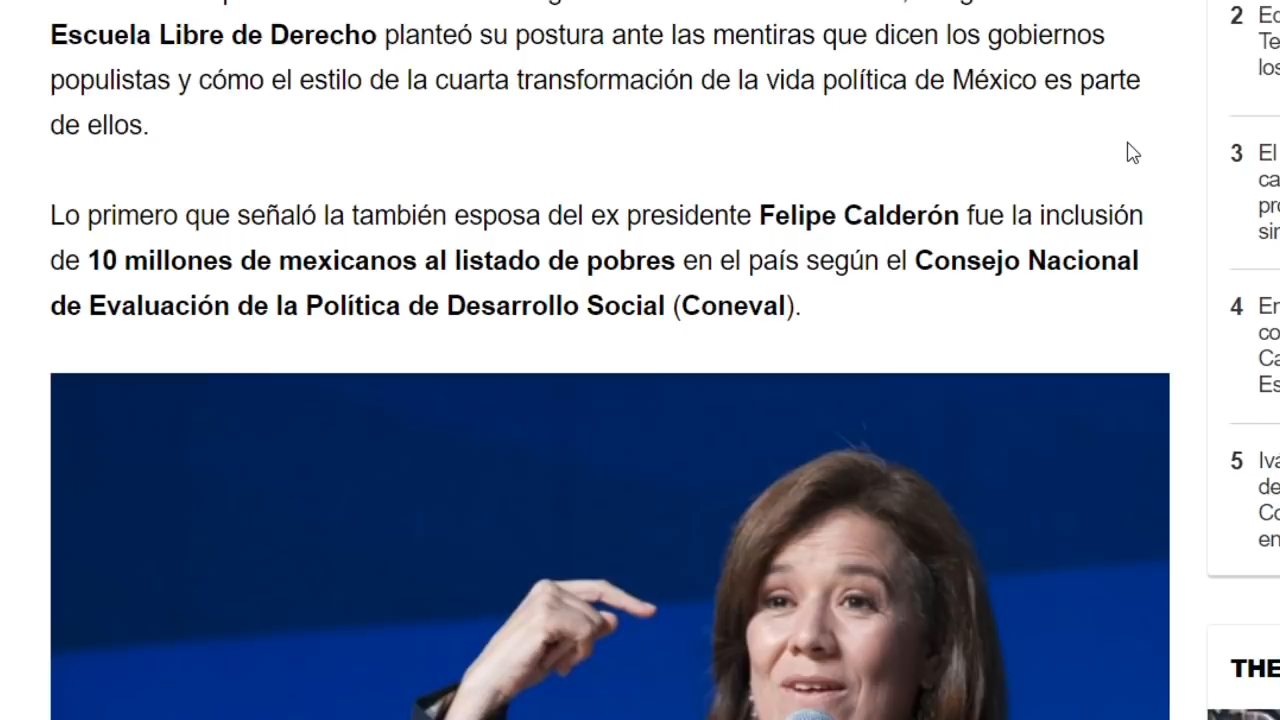 Escuela Libre de Derecho planteó su postura ante las mentiras que dicen los gobiernos
populistas y cómo el estilo de la cuarta transformación de la vida política de México es parte
de ellos.
Lo primero que señaló la también esposa del ex presidente Felipe Calderón fue la inclusión
de 10 millones de mexicanos al listado de pobres en el país según el Consejo Nacional
de Evaluación de la Política de Desarrollo Social (Coneval).
2
3 El
4
5
THE